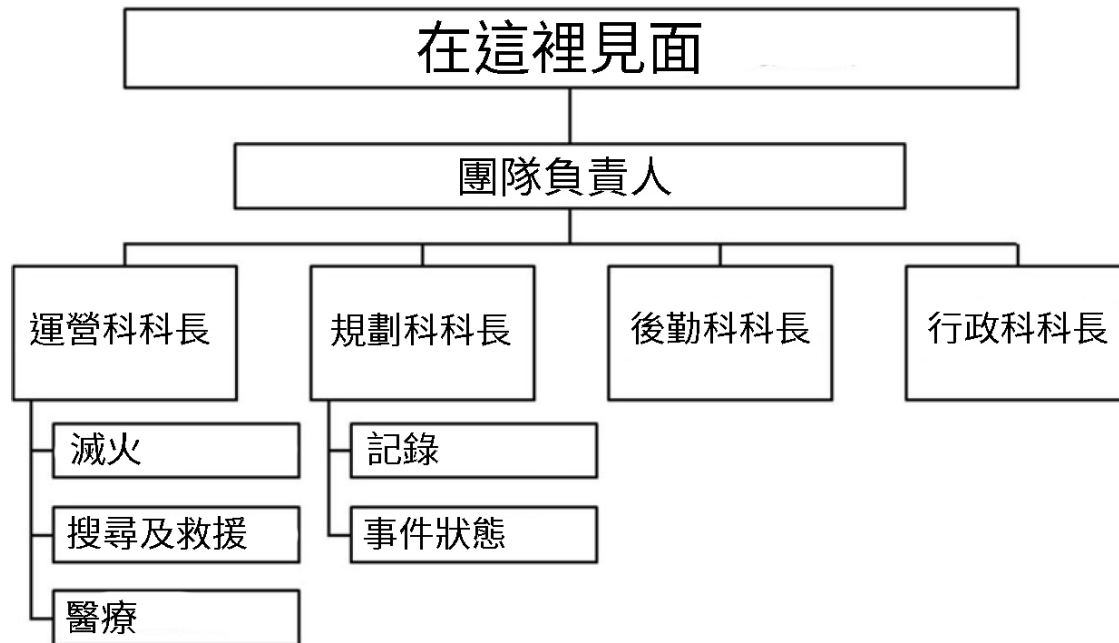 在這裡見面
團隊負責人
運營科科長
規劃科科長
後勤科科長
行政科科長
滅火
搜尋及救援
醫療
記錄
事件狀態